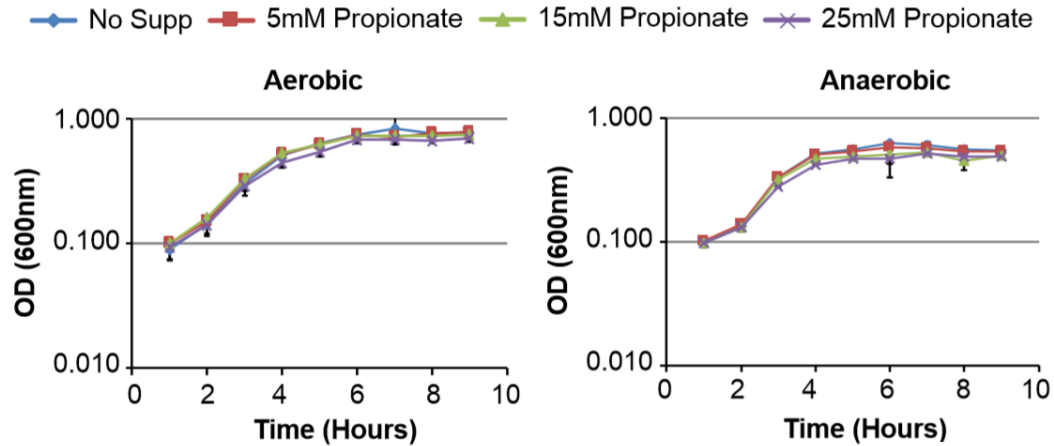 No Supp 5mM Propionate 15mM Propionate 25mM Propionate
Aerobic
OD (600nm)
1.000
0.100
0.010
0 2 4 6 8 10
Time (Hours)
Anaerobic
OD (600nm)
1.000
0.100
0.010
0 2 4 6 8 10
Time (Hours)